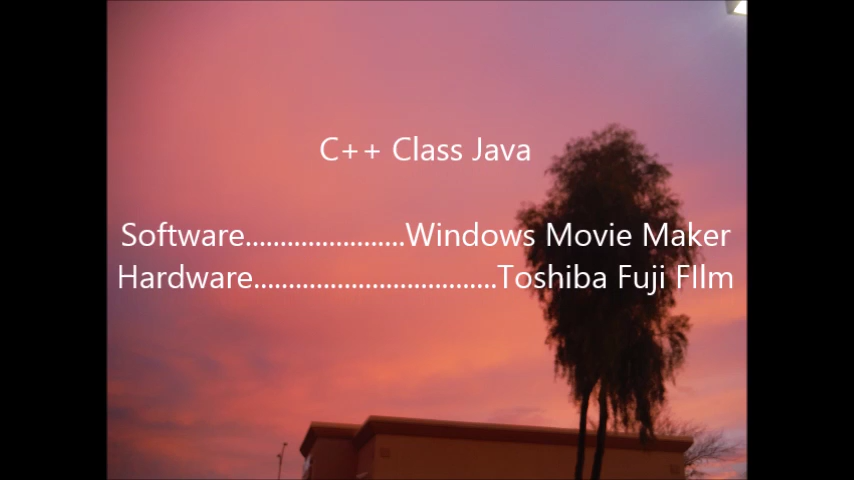 C++ Class Java
Software.......................Windows Movie Maker
Hardware...................................Toshiba Fuji FIlm